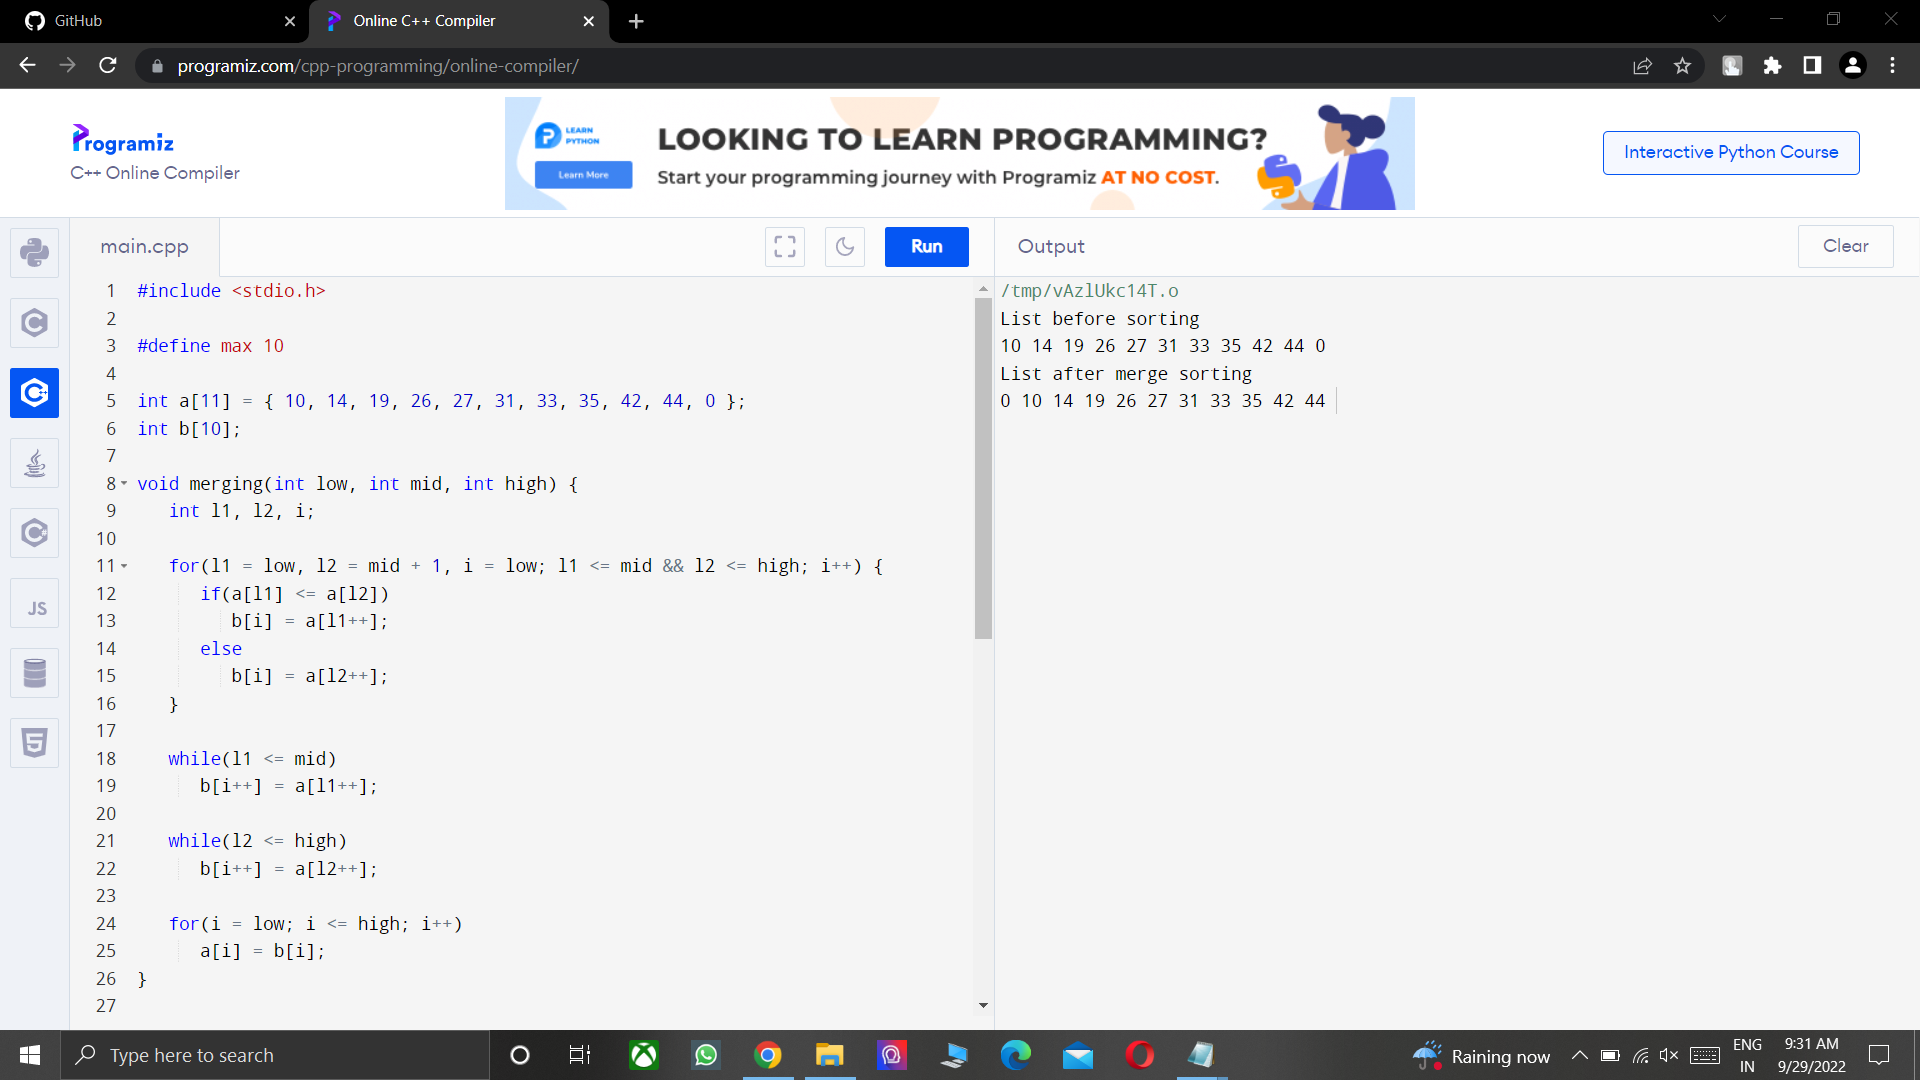 GitHub
Online C++ Compiler
programiz.com/cpp-programming/online-compiler/
Programiz
C++ Online Compiler
LEARN
PYTHON
Learn More
LOOKING TO LEARN PROGRAMMING?
Start your programming journey with Programiz AT NO COST.
Interactive Python Course
main.cpp
Run
Output
Clear
JS
1 #include <stdio.h>
2
3 #define max 10
4
5 int a[11] = { 10, 14, 19, 26, 27, 31, 33, 35, 42, 44, 0 };
6 int b[10];
7
8 void merging(int low, int mid, int high) {
9 int l1, l2, i;
10
11 for(l1 = low, l2 = mid + 1, i = low; l1 <= mid && l2 <= high; i++) {
12 if(a[l1] <= a[l2])
13 b[i] = a[l1++];
14 else
15 b[i] = a[l2++];
16 }
17
18 while(l1 <= mid)
19 b[i++] = a[l1++];
20
21 while(l2 <= high)
22 b[i++] = a[l2++];
23
24 for(i = low; i <= high; i++)
25 a[i] = b[i];
26 }
27
/tmp/vAzlUkc14T.o
List before sorting
10 14 19 26 27 31 33 35 42 44 0
List after merge sorting
0 10 14 19 26 27 31 33 35 42 44
Type here to search
Raining now
ENG
IN
9:31 AM
9/29/2022